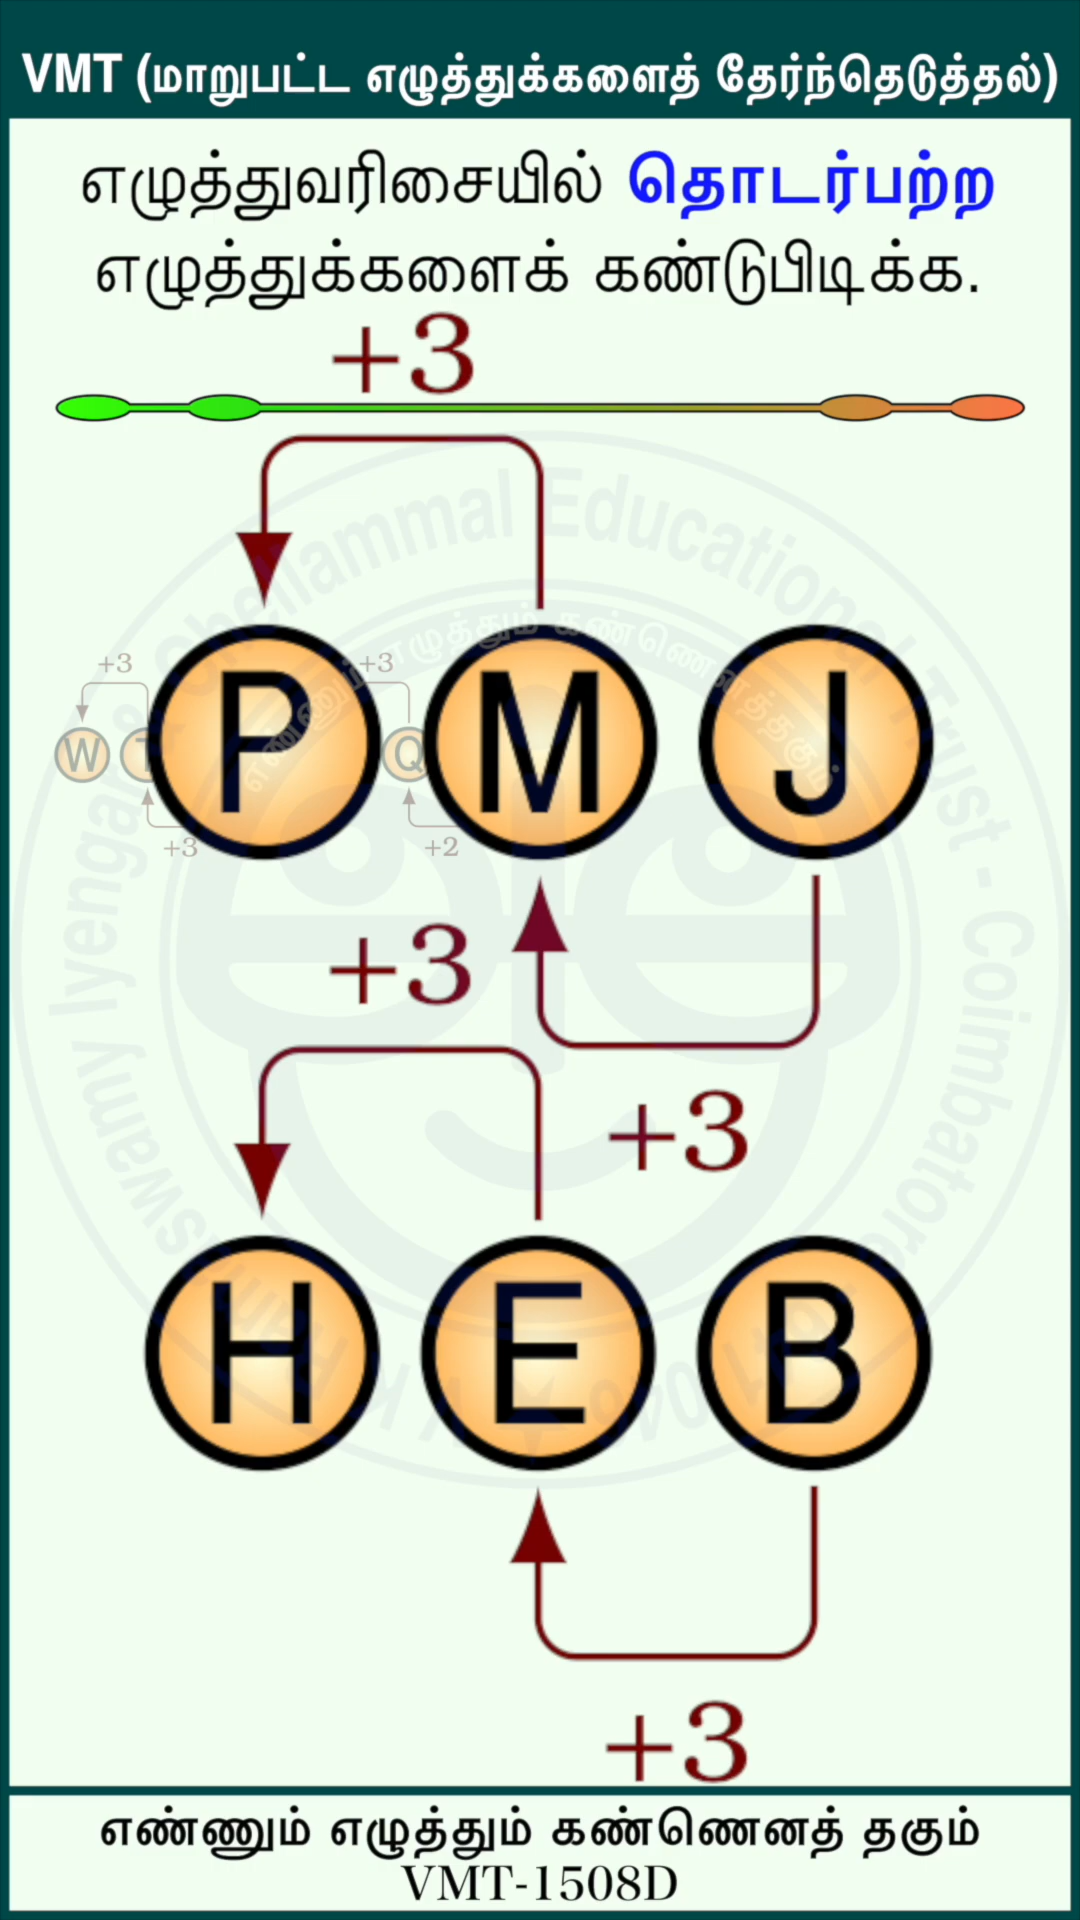 VMT (மாறுபட்ட எழுத்துக்களைத் தேர்ந்தெடுத்தல்)
எழுத்துவரிசையில் தொடர்பற்ற
எழுத்துக்களைக் கண்டுபிடிக்க.
+3
+3 +3
P M J
W T Q
+3 +2
+3
+3
H E B
+3
எண்ணும் எழுத்தும் கண்ணெனத் தகும்
VMT-1508D